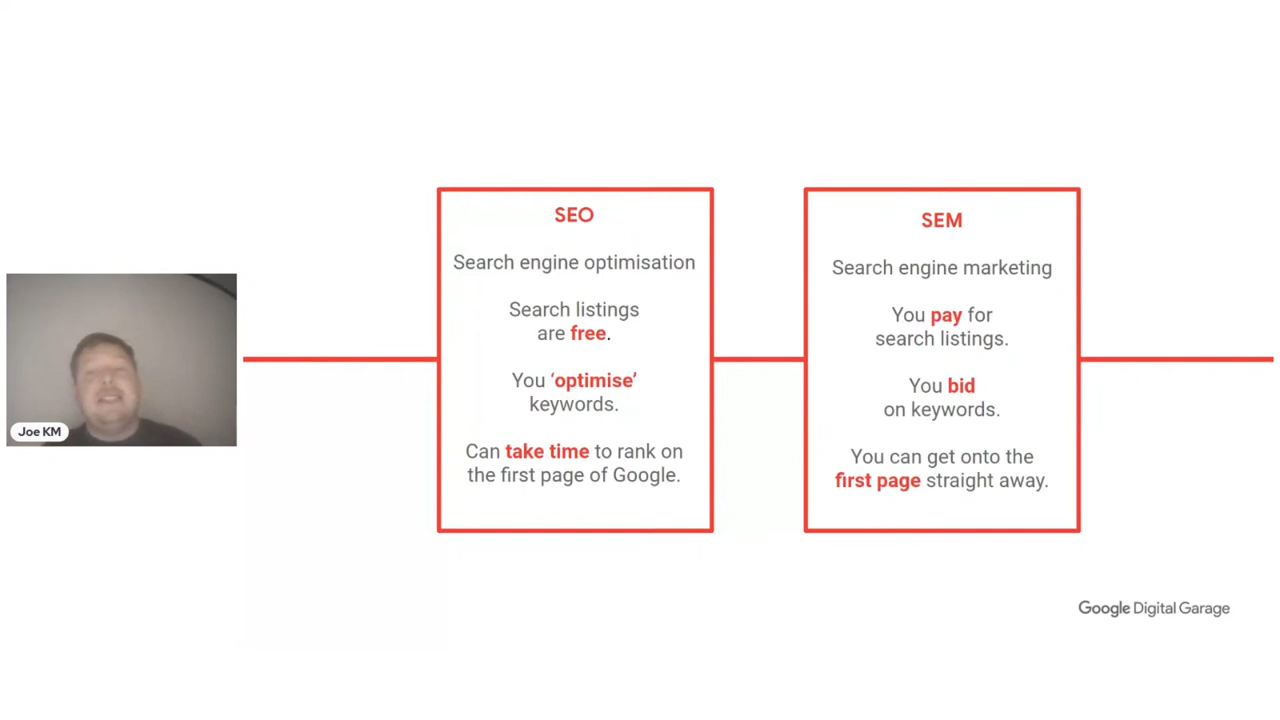 SEO
Search engine optimisation
Search listings
are free.
You ‘optimise’
keywords.
Can take time to rank on
the first page of Google.
SEM
Search engine marketing
You pay for
search listings.
You bid
on keywords.
You can get onto the
first page straight away.
Joe KM
Google Digital Garage